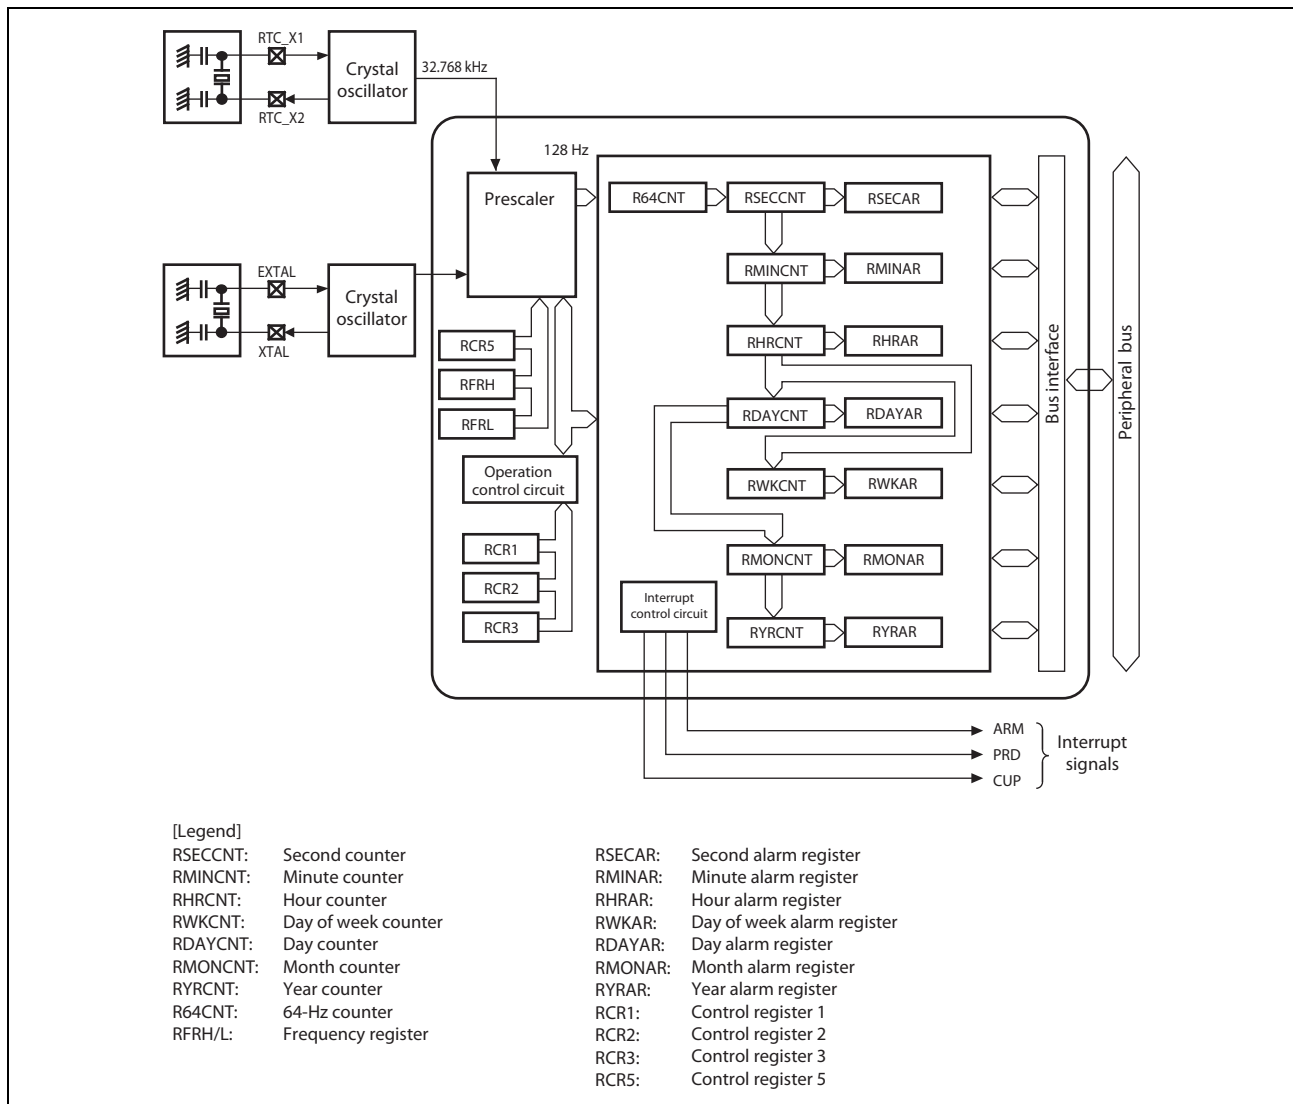 RTC_X1
Crystal
oscillator
32.768 kHz
RTC_X2
128 Hz
Prescaler
R64CNT
RSECCNT
RSECAR
EXTAL
Crystal
oscillator
XTAL
RMINCNT
RMINAR
RCR5
RFRH
RFRL
RHRCNT
RHRAR
RDAYCNT
RDAYAR
Operation
control circuit
RWKCNT
RWKAR
RCR1
RCR2
RCR3
RMONCNT
RMONAR
Interrupt
control circuit
RYRCNT
RYRAR
Bus interface
Peripheral bus
ARM
PRD
CUP
Interrupt
signals
[Legend]
RSECCNT: Second counter
RMINCNT: Minute counter
RHRCNT: Hour counter
RWKCNT: Day of week counter
RDAYCNT: Day counter
RMONCNT: Month counter
RYRCNT: Year counter
R64CNT: 64-Hz counter
RFRH/L: Frequency register
RSECAR: Second alarm register
RMINAR: Minute alarm register
RHRAR: Hour alarm register
RWKAR: Day of week alarm register
RDAYAR: Day alarm register
RMONAR: Month alarm register
RYRAR: Year alarm register
RCR1: Control register 1
RCR2: Control register 2
RCR3: Control register 3
RCR5: Control register 5